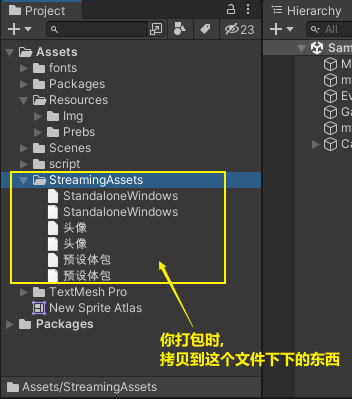 Project
Hierarchy
23
All
Assets
Sam
fonts
M
Packages
m
Resources
Ev
Img
Ga
Prebs
m
Scenes
Ca
script
StreamingAssets
StandaloneWindows
StandaloneWindows
头像
头像
预设体包
预设体包
TextMesh Pro
New Sprite Atlas
Packages
你打包时,
拷贝到这个文件下下的东西
Assets/StreamingAssets